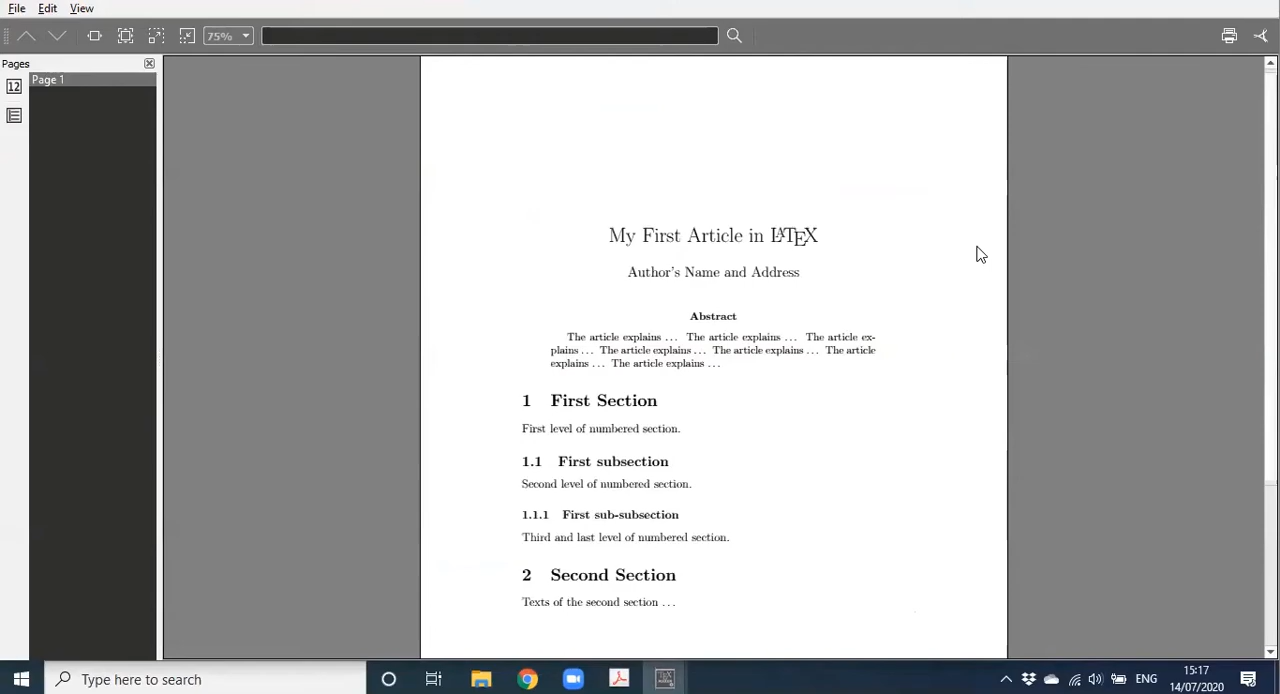 File Edit View
75%
Pages
Page 1
12
My First Article in LATEX
Author's Name and Address
Abstract
The article explains ... The article explains ... The article ex-
plains ... The article explains ... The article explains ... The article
explains ... The article explains ...
1 First Section
First level of numbered section.
1.1 First subsection
Second level of numbered section.
1.1.1 First sub-subsection
Third and last level of numbered section.
2 Second Section
Texts of the second section ...
Type here to search
ENG
15:17
14/07/2020